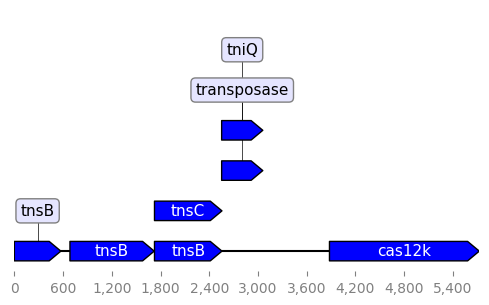 tniQ
transposase
tnsB
tnsC
tnsB
tnsB
cas12k
0 600 1,200 1,800 2,400 3,000 3,600 4,200 4,800 5,400